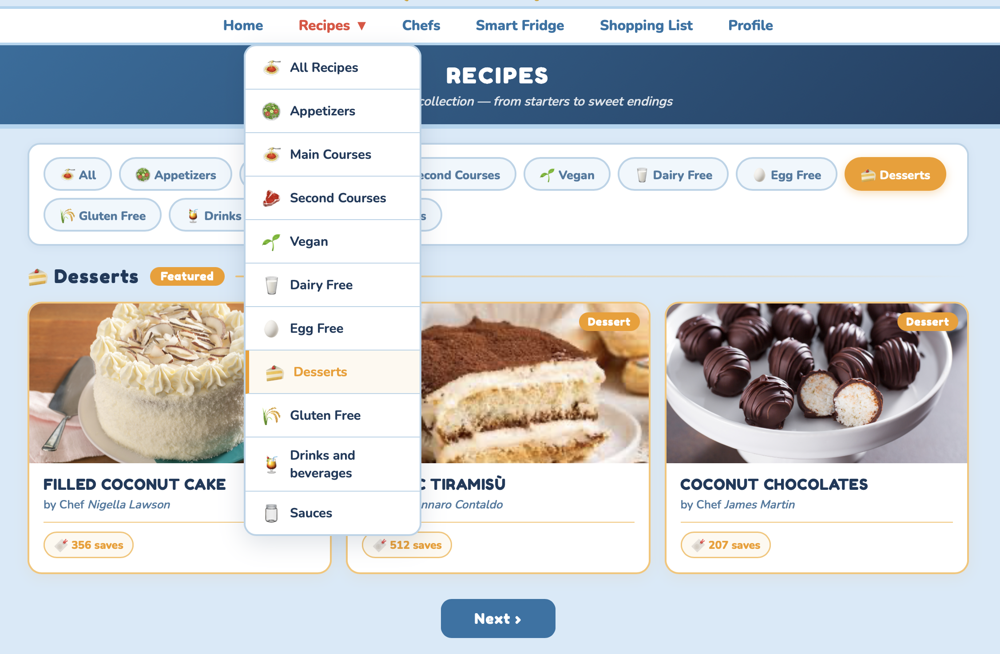 Home Recipes ▼ Chefs Smart Fridge Shopping List Profile
All Recipes
Appetizers
Main Courses
Second Courses
Vegan
Dairy Free
Egg Free
Desserts
Gluten Free
Drinks and
beverages
Sauces
RECIPES
collection — from starters to sweet endings
All Appetizers Second Courses Vegan Dairy Free Egg Free Desserts
Gluten Free Drinks
Desserts Featured
Dessert
Dessert
FILLED COCONUT CAKE
by Chef Nigella Lawson
356 saves
TIRAMISÙ
Contaldo
512 saves
COCONUT CHOCOLATES
by Chef James Martin
207 saves
Next ›